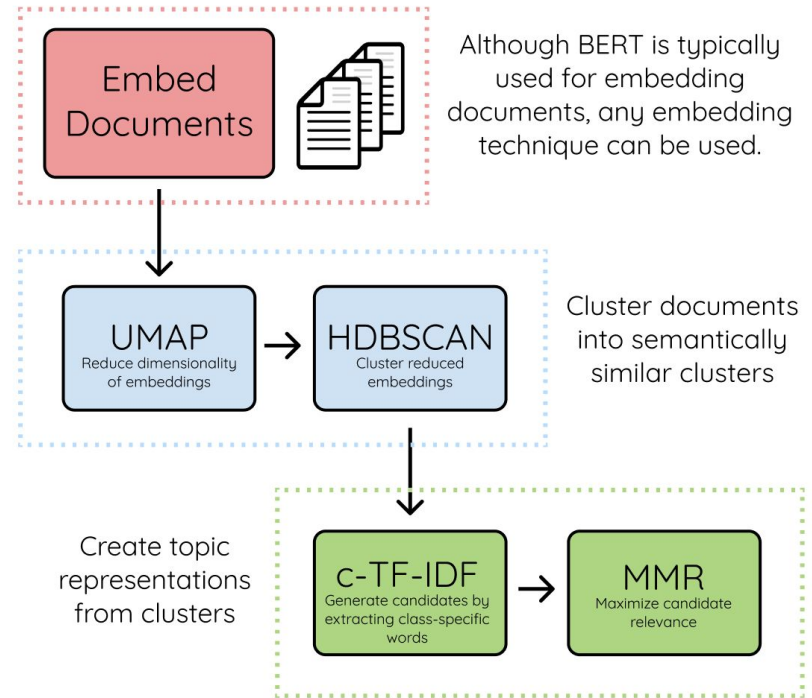 Embed
Documents
Although BERT is typically
used for embedding
documents, any embedding
technique can be used.
UMAP
Reduce dimensionality
of embeddings
HDBSCAN
Cluster reduced
embeddings
Cluster documents
into semantically
similar clusters
Create topic
representations
from clusters
c-TF-IDF
Generate candidates by
extracting class-specific
words
MMR
Maximize candidate
relevance